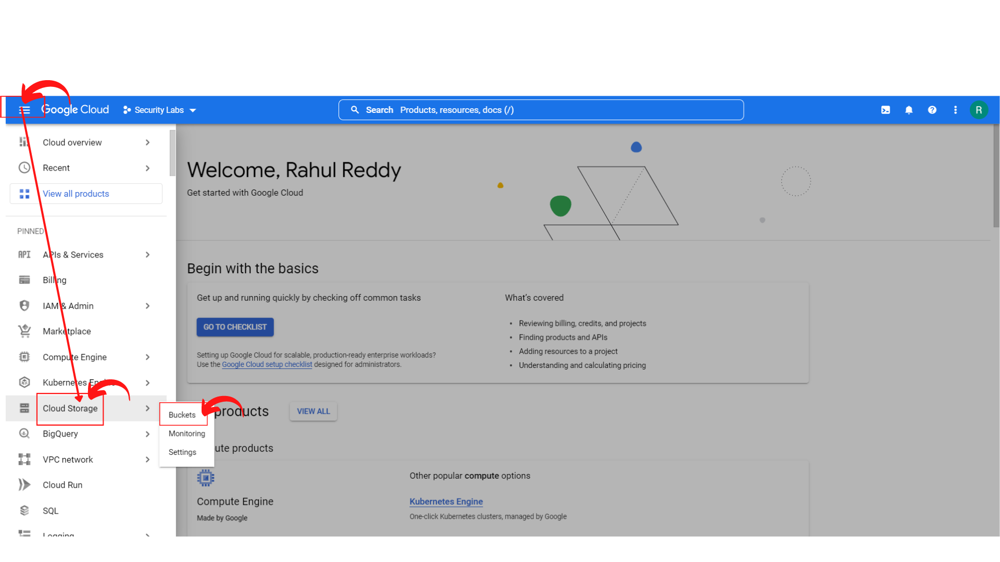 Google Cloud
Security Labs
Search Products, resources, docs (/)
R
Cloud overview
Recent
View all products
PINNED
API
APIs & Services
Billing
IAM & Admin
Marketplace
Compute Engine
Kubernetes Engine
Cloud Storage
BigQuery
VPC network
Cloud Run
SQL
Logging
Buckets
Monitoring
Settings
Welcome, Rahul Reddy
Get started with Google Cloud
Begin with the basics
Get up and running quickly by checking off common tasks
GO TO CHECKLIST
Setting up Google Cloud for scalable, production-ready enterprise workloads?
Use the Google Cloud setup checklist designed for administrators.
What's covered
• Reviewing billing, credits, and projects
• Finding products and APIs
• Adding resources to a project
• Understanding and calculating pricing
products
VIEW ALL
ute products
Compute Engine
Made by Google
Other popular compute options
Kubernetes Engine
One-click Kubernetes clusters, managed by Google